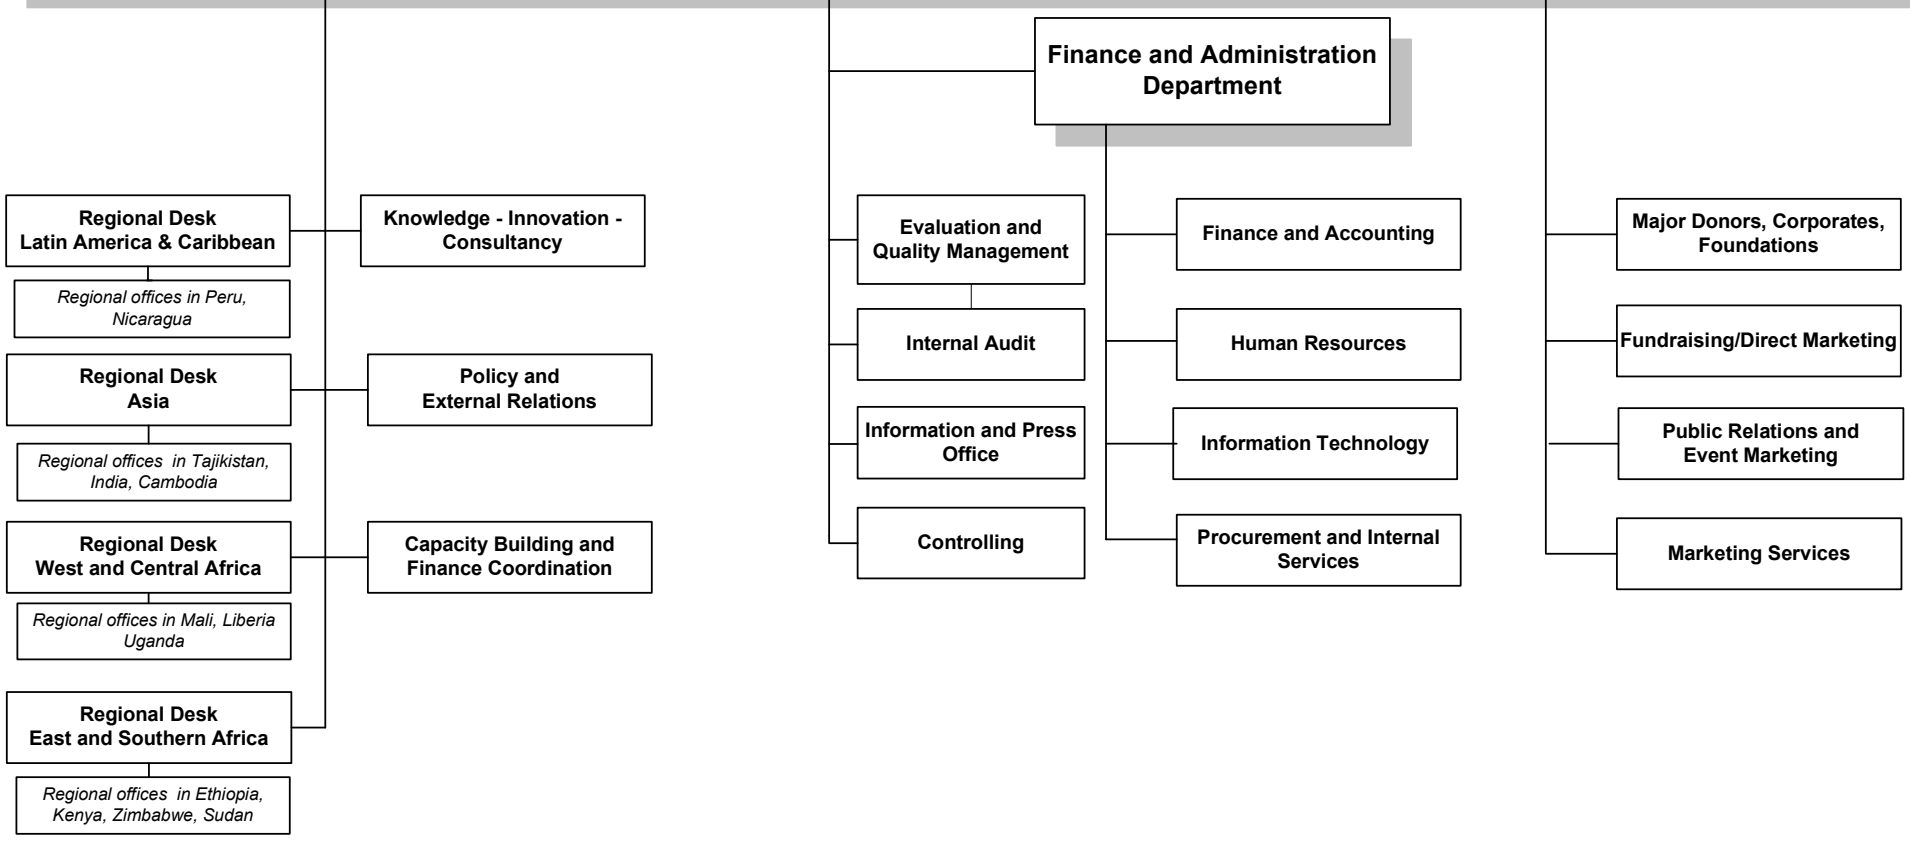 Finance and Administration
Department
Regional Desk
Latin America & Caribbean
Regional offices in Peru,
Nicaragua
Regional Desk
Asia
Regional offices in Tajikistan,
India, Cambodia
Regional Desk
West and Central Africa
Regional offices in Mali, Liberia
Uganda
Regional Desk
East and Southern Africa
Regional offices in Ethiopia,
Kenya, Zimbabwe, Sudan
Knowledge - Innovation -
Consultancy
Policy and
External Relations
Capacity Building and
Finance Coordination
Evaluation and
Quality Management
Internal Audit
Information and Press
Office
Controlling
Finance and Accounting
Human Resources
Information Technology
Procurement and Internal
Services
Major Donors, Corporates,
Foundations
Fundraising/Direct Marketing
Public Relations and
Event Marketing
Marketing Services